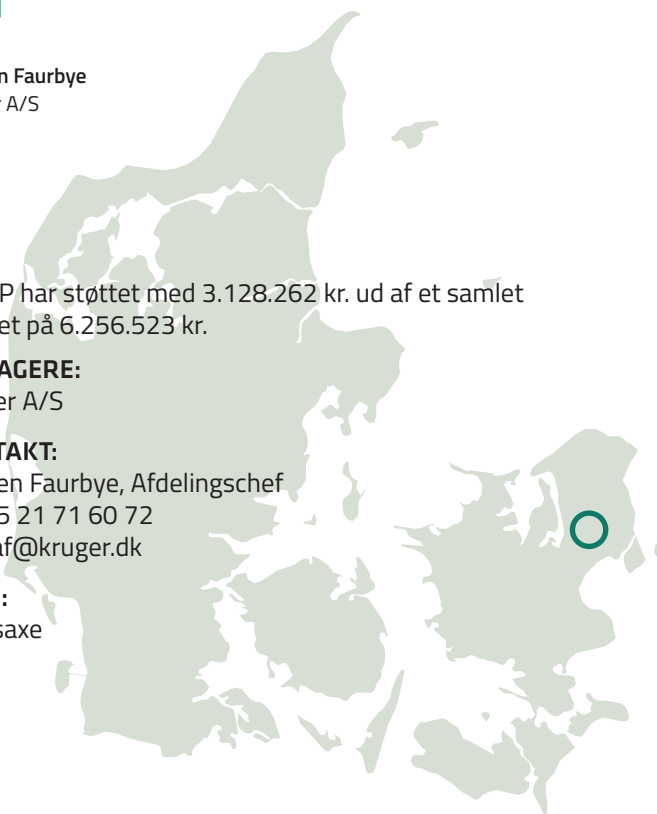 n Faurbye
r A/S
P har støttet med 3.128.262 kr. ud af et samlet
et på 6.256.523 kr.
AGERE:
er A/S
TAKT:
en Faurbye, Afdelingschef
5 21 71 60 72
af@kruger.dk
:
saxe